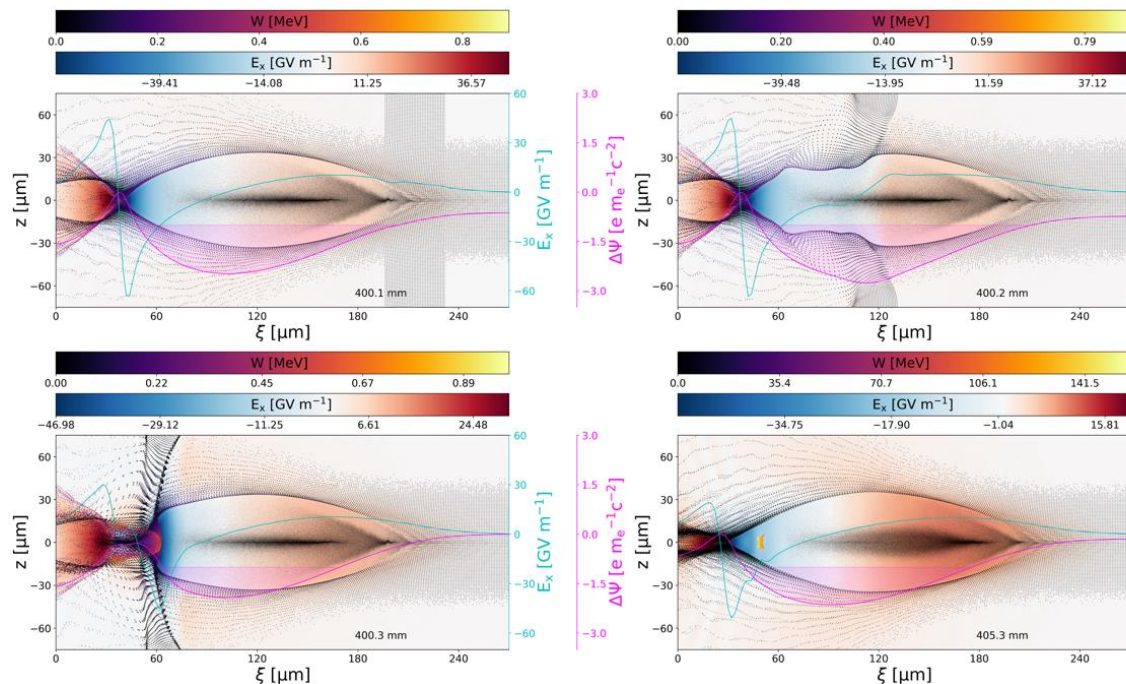 W [MeV]
0.0 0.2 0.4 0.6 0.8
E_x [GV m⁻¹]
−39.41 −14.08 11.25 36.57
z [µm]
60
30
0
−30
−60
400.1 mm
0 60 120 180 240
ξ [µm]
60
30
0
−30
−60
E_x [GV m⁻¹]
3.0
1.5
0.0
−1.5
−3.0
ΔΨ [e m_e⁻¹c⁻²]
W [MeV]
0.00 0.20 0.39 0.59 0.79
E_x [GV m⁻¹]
−39.48 −13.95 11.59 37.12
z [µm]
60
30
0
−30
−60
400.2 mm
0 60 120 180 240
ξ [µm]
W [MeV]
0.00 0.22 0.45 0.67 0.89
E_x [GV m⁻¹]
−46.98 −29.12 −11.25 6.61 24.48
z [µm]
60
30
0
−30
−60
400.3 mm
0 60 120 180 240
ξ [µm]
60
30
0
−30
−60
E_x [GV m⁻¹]
3.0
1.5
0.0
−1.5
−3.0
ΔΨ [e m_e⁻¹c⁻²]
W [MeV]
0.0 35.4 70.7 106.1 141.5
E_x [GV m⁻¹]
−34.75 −17.90 −1.04 15.81
z [µm]
60
30
0
−30
−60
405.3 mm
0 60 120 180 240
ξ [µm]